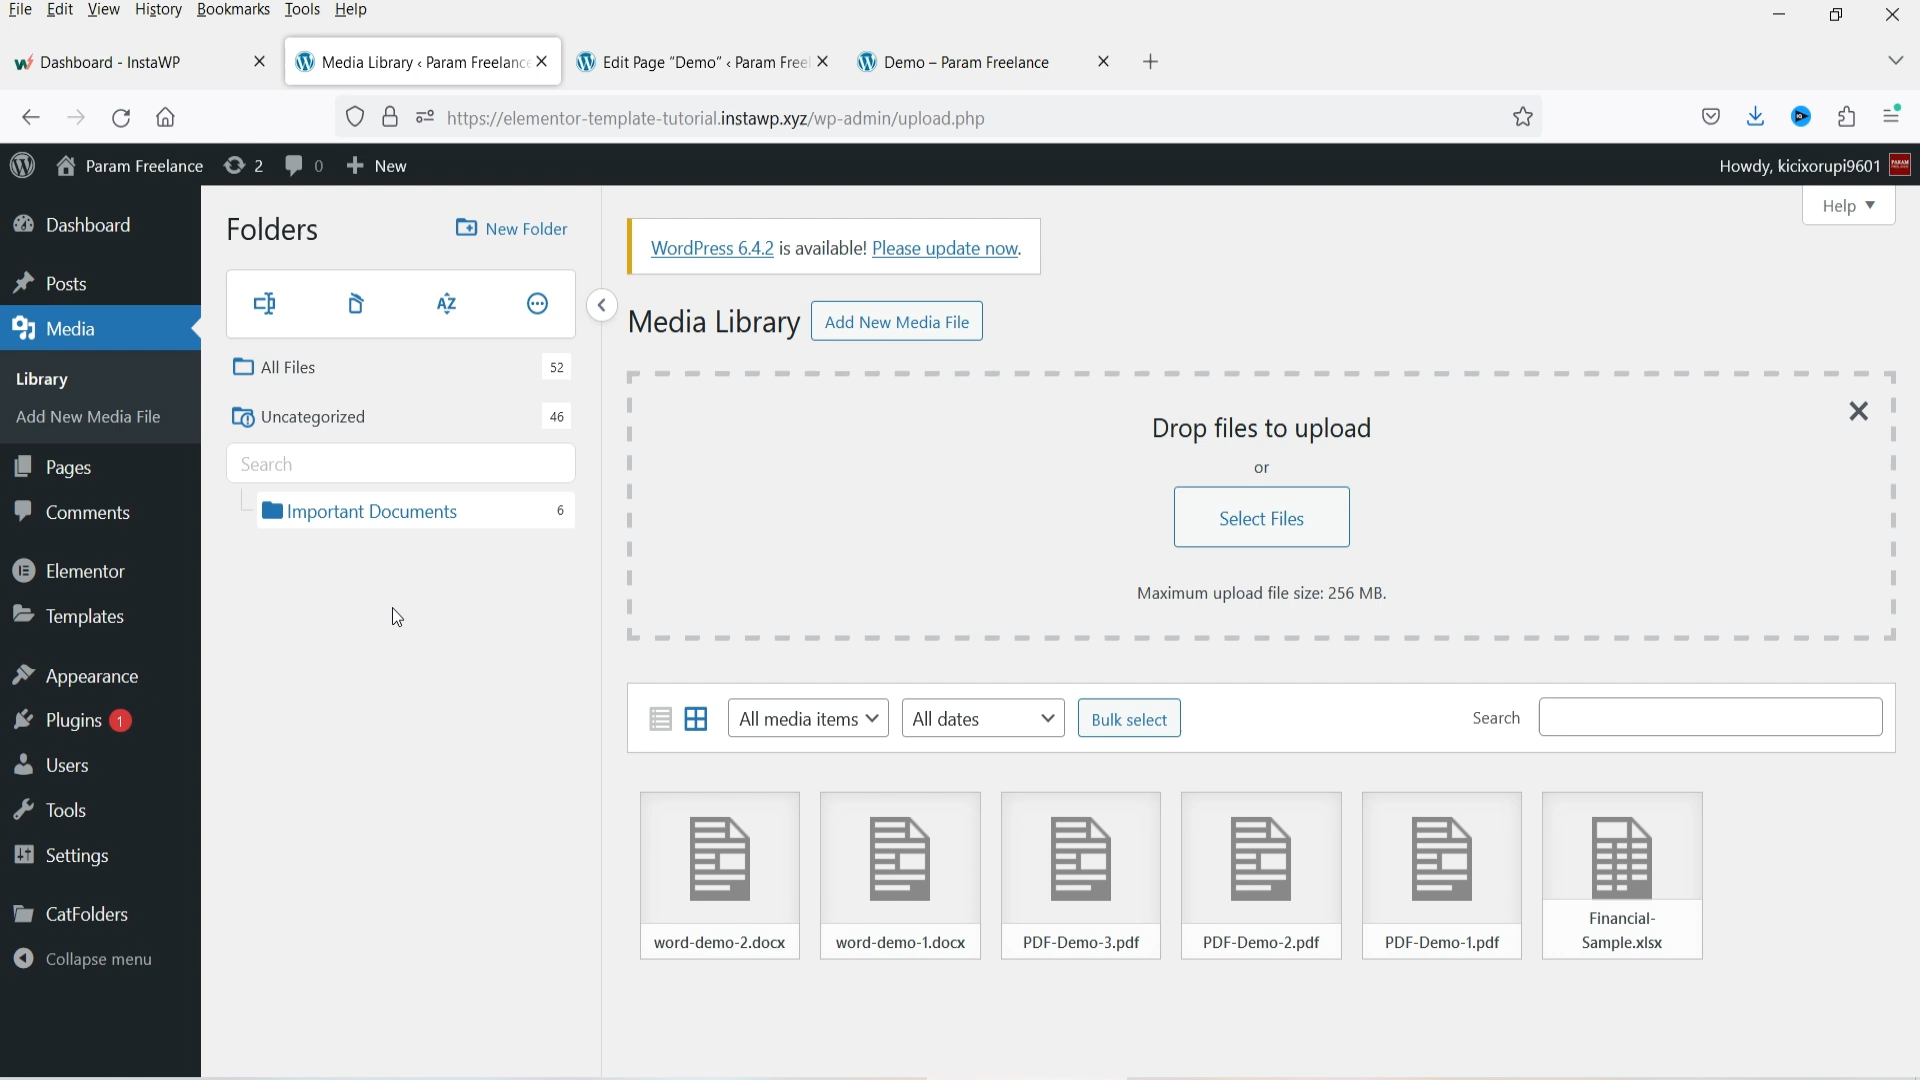 File Edit View History Bookmarks Tools Help
Dashboard - InstaWP
Media Library ‹ Param Freelance
Edit Page “Demo” ‹ Param Freel
Demo – Param Freelance
https://elementor-template-tutorial.instawp.xyz/wp-admin/upload.php
Param Freelance 2 0 New
Howdy, kicixorupi9601
Help
Dashboard
Posts
Media
Library
Add New Media File
Pages
Comments
Elementor
Templates
Appearance
Plugins 1
Users
Tools
Settings
CatFolders
Collapse menu
Folders
New Folder
All Files 52
Uncategorized 46
Search
Important Documents 6
WordPress 6.4.2 is available! Please update now.
Media Library Add New Media File
Drop files to upload
or
Select Files
Maximum upload file size: 256 MB.
All media items All dates Bulk select Search
word-demo-2.docx
word-demo-1.docx
PDF-Demo-3.pdf
PDF-Demo-2.pdf
PDF-Demo-1.pdf
Financial-
Sample.xlsx